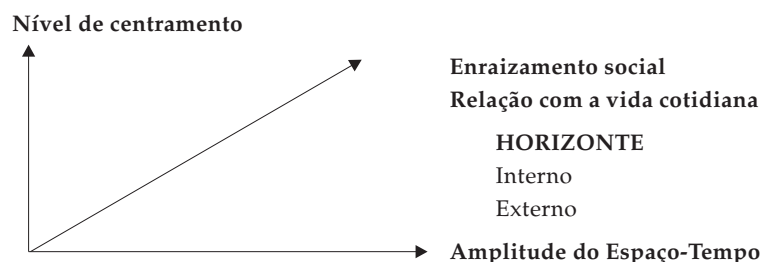 Nível de centramento
Enraizamento social
Relação com a vida cotidiana
HORIZONTE
Interno
Externo
Amplitude do Espaço-Tempo